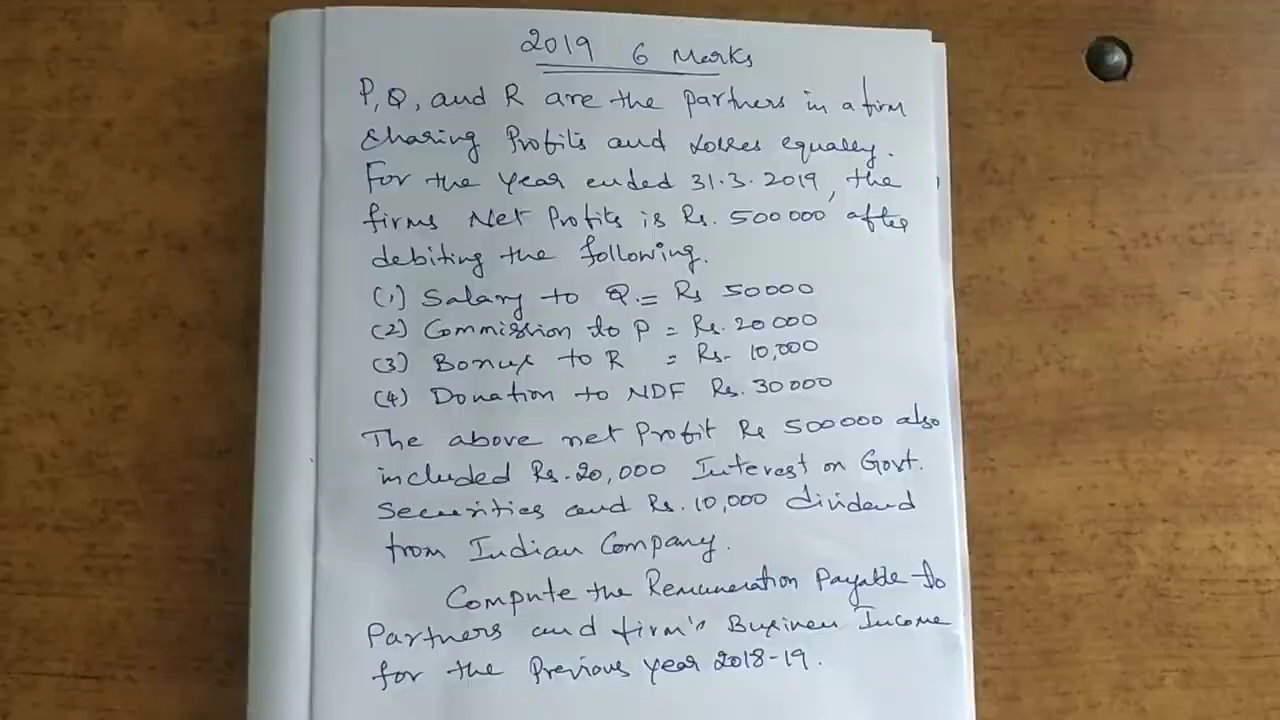 2019 6 Marks
P, Q, and R are the partners in a firm
sharing Profits and Losses equally.
For the year ended 31.3.2019, the
firms Net Profits is Rs. 500000 after
debiting the following.
(1) Salary to Q. = Rs 50000
(2) Commission to P = Rs. 20000
(3) Bonus to R = Rs- 10,000
(4) Donation to NDF Rs. 30000
The above net Profit Rs 500000 also
included Rs. 20,000 Interest on Govt.
Securities and Rs. 10,000 dividend
from Indian Company.
Compute the Remuneration Payable to
Partners and firm's Business Income
for the Previous year 2018-19.